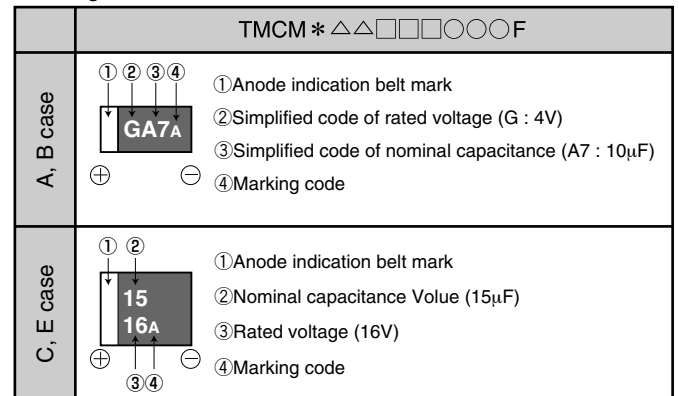 TMCM＊△△□□□○○○F
A, B case
① ② ③ ④
GA7A
⊕ ⊖
①Anode indication belt mark
②Simplified code of rated voltage (G : 4V)
③Simplified code of nominal capacitance (A7 : 10μF)
④Marking code
C, E case
① ②
15
16A
⊕ ⊖
③④
①Anode indication belt mark
②Nominal capacitance Volue (15μF)
③Rated voltage (16V)
④Marking code